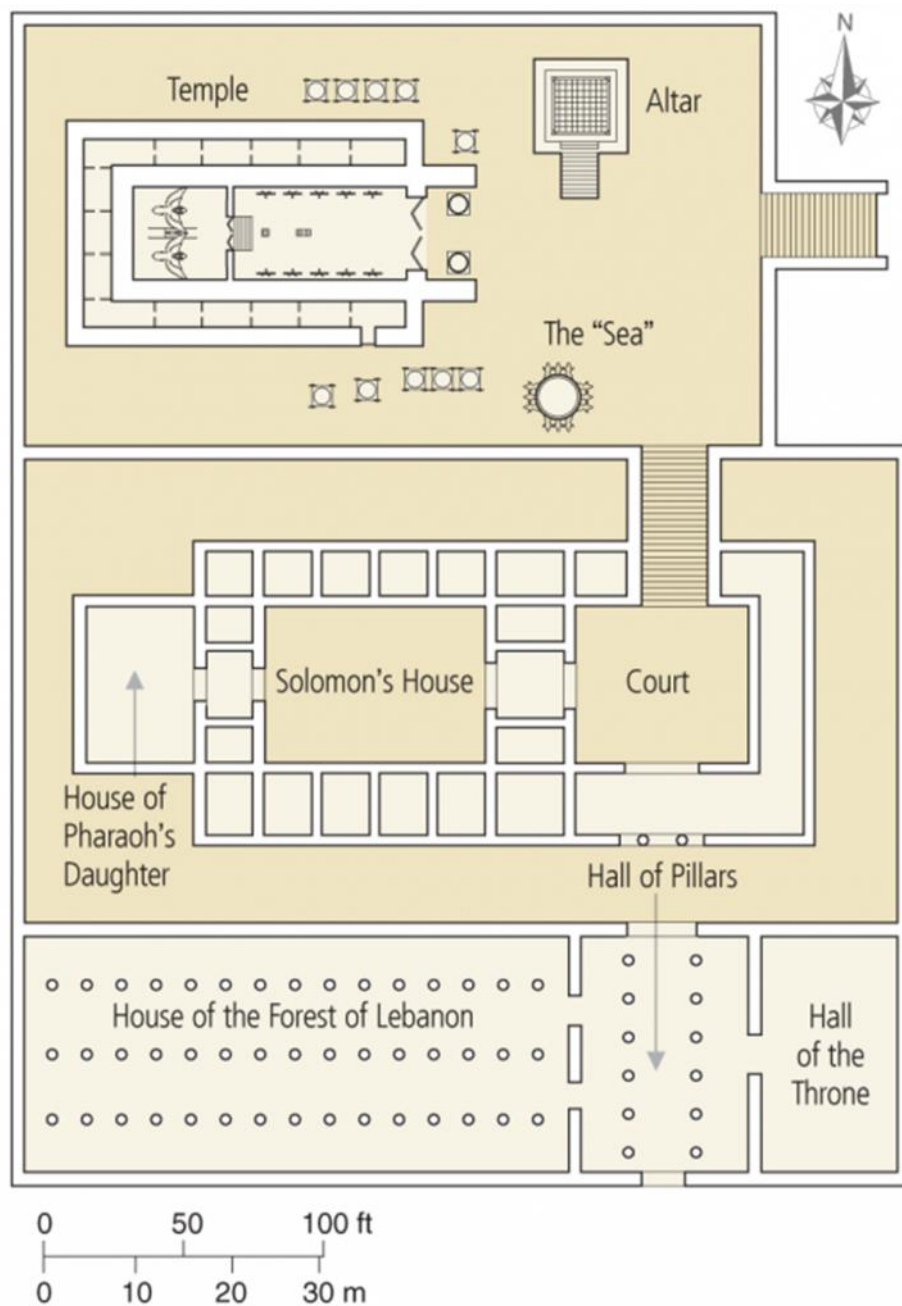 N
Temple
Altar
The “Sea”
Solomon’s House
Court
House of
Pharaoh’s
Daughter
Hall of Pillars
House of the Forest of Lebanon
Hall
of the
Throne
0 50 100 ft
0 10 20 30 m